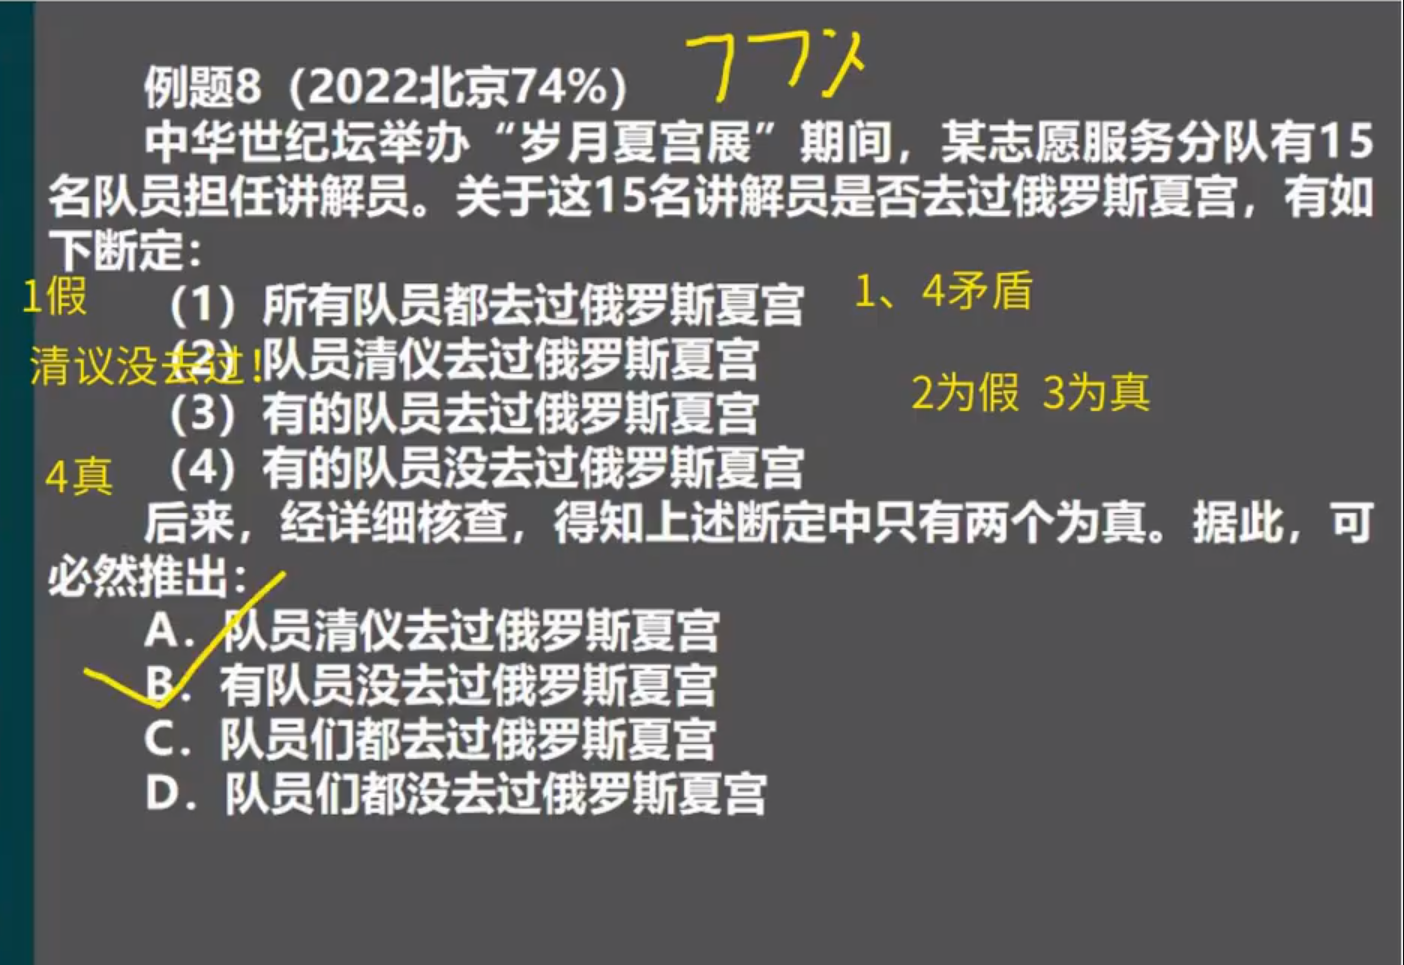 例题8（2022北京74%） 77%
中华世纪坛举办“岁月夏宫展”期间，某志愿服务分队有15
名队员担任讲解员。关于这15名讲解员是否去过俄罗斯夏宫，有如
下断定：
1假 （1）所有队员都去过俄罗斯夏宫 1、4矛盾
清议没去过！ （2）队员清仪去过俄罗斯夏宫
2为假 3为真
（3）有的队员去过俄罗斯夏宫
4真 （4）有的队员没去过俄罗斯夏宫
后来，经详细核查，得知上述断定中只有两个为真。据此，可
必然推出：
A．队员清仪去过俄罗斯夏宫
B．有队员没去过俄罗斯夏宫
C．队员们都去过俄罗斯夏宫
D．队员们都没去过俄罗斯夏宫